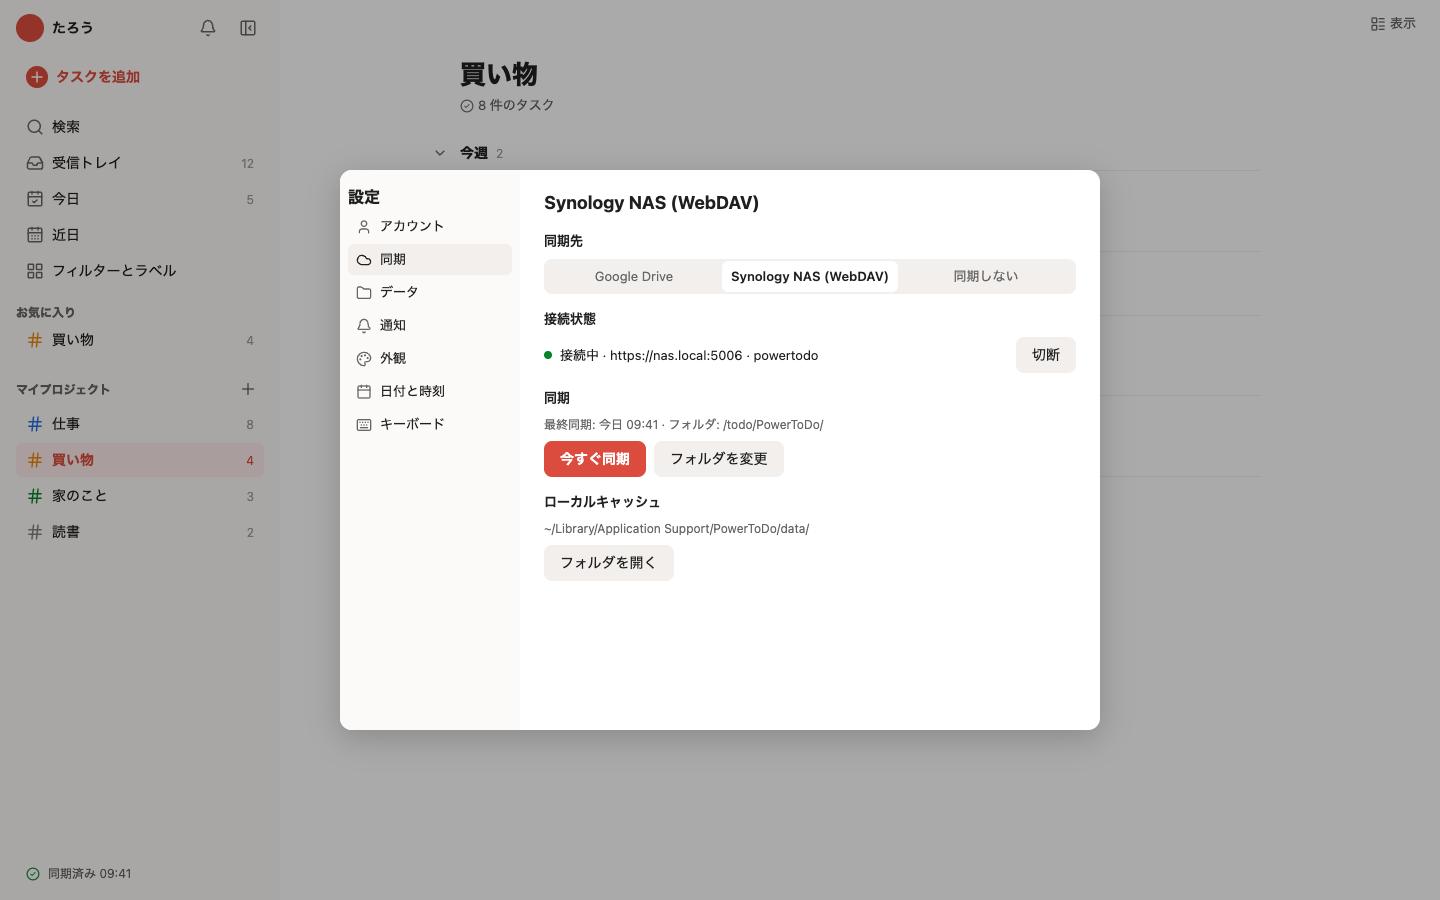 たろう
タスクを追加
検索
受信トレイ 12
今日 5
近日
フィルターとラベル
お気に入り
買い物 4
マイプロジェクト
仕事 8
買い物 4
家のこと 3
読書 2
同期済み 09:41
表示
買い物
8 件のタスク
今週 2
設定
アカウント
同期
データ
通知
外観
日付と時刻
キーボード
Synology NAS (WebDAV)
同期先
Google Drive Synology NAS (WebDAV) 同期しない
接続状態
接続中 · https://nas.local:5006 · powertodo 切断
同期
最終同期: 今日 09:41 · フォルダ: /todo/PowerToDo/
今すぐ同期 フォルダを変更
ローカルキャッシュ
~/Library/Application Support/PowerToDo/data/
フォルダを開く